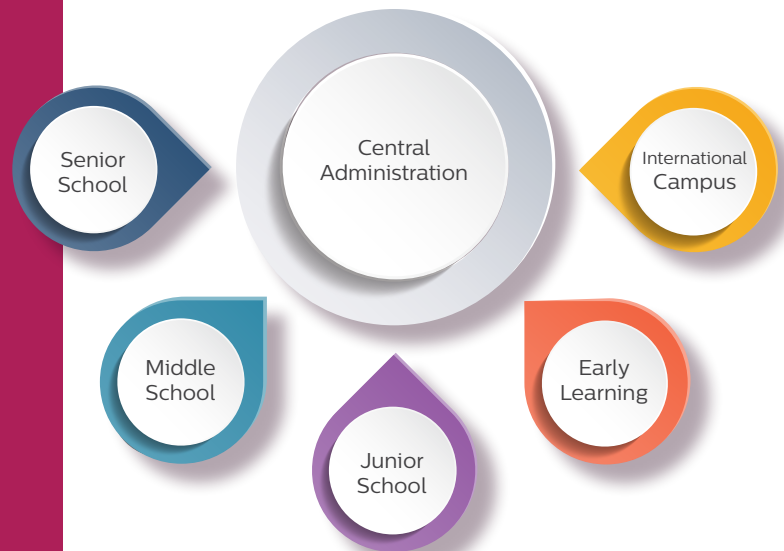 Central
Administration
Senior
School
International
Campus
Middle
School
Early
Learning
Junior
School